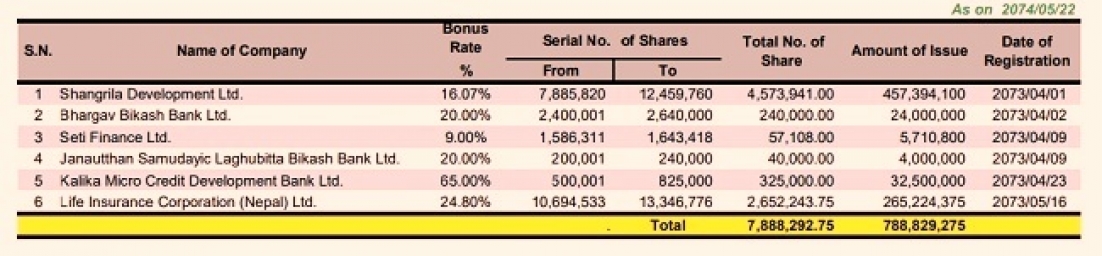 As on 2074/05/22
S.N. Name of Company Bonus Rate % Serial No. of Shares Total No. of Share Amount of Issue Date of Registration
From To
1 Shangrila Development Ltd. 16.07% 7,885,820 12,459,760 4,573,941.00 457,394,100 2073/04/01
2 Bhargav Bikash Bank Ltd. 20.00% 2,400,001 2,640,000 240,000.00 24,000,000 2073/04/02
3 Seti Finance Ltd. 9.00% 1,586,311 1,643,418 57,108.00 5,710,800 2073/04/09
4 Janautthan Samudayic Laghubitta Bikash Bank Ltd. 20.00% 200,001 240,000 40,000.00 4,000,000 2073/04/09
5 Kalika Micro Credit Development Bank Ltd. 65.00% 500,001 825,000 325,000.00 32,500,000 2073/04/23
6 Life Insurance Corporation (Nepal) Ltd. 24.80% 10,694,533 13,346,776 2,652,243.75 265,224,375 2073/05/16
. Total 7,888,292.75 788,829,275